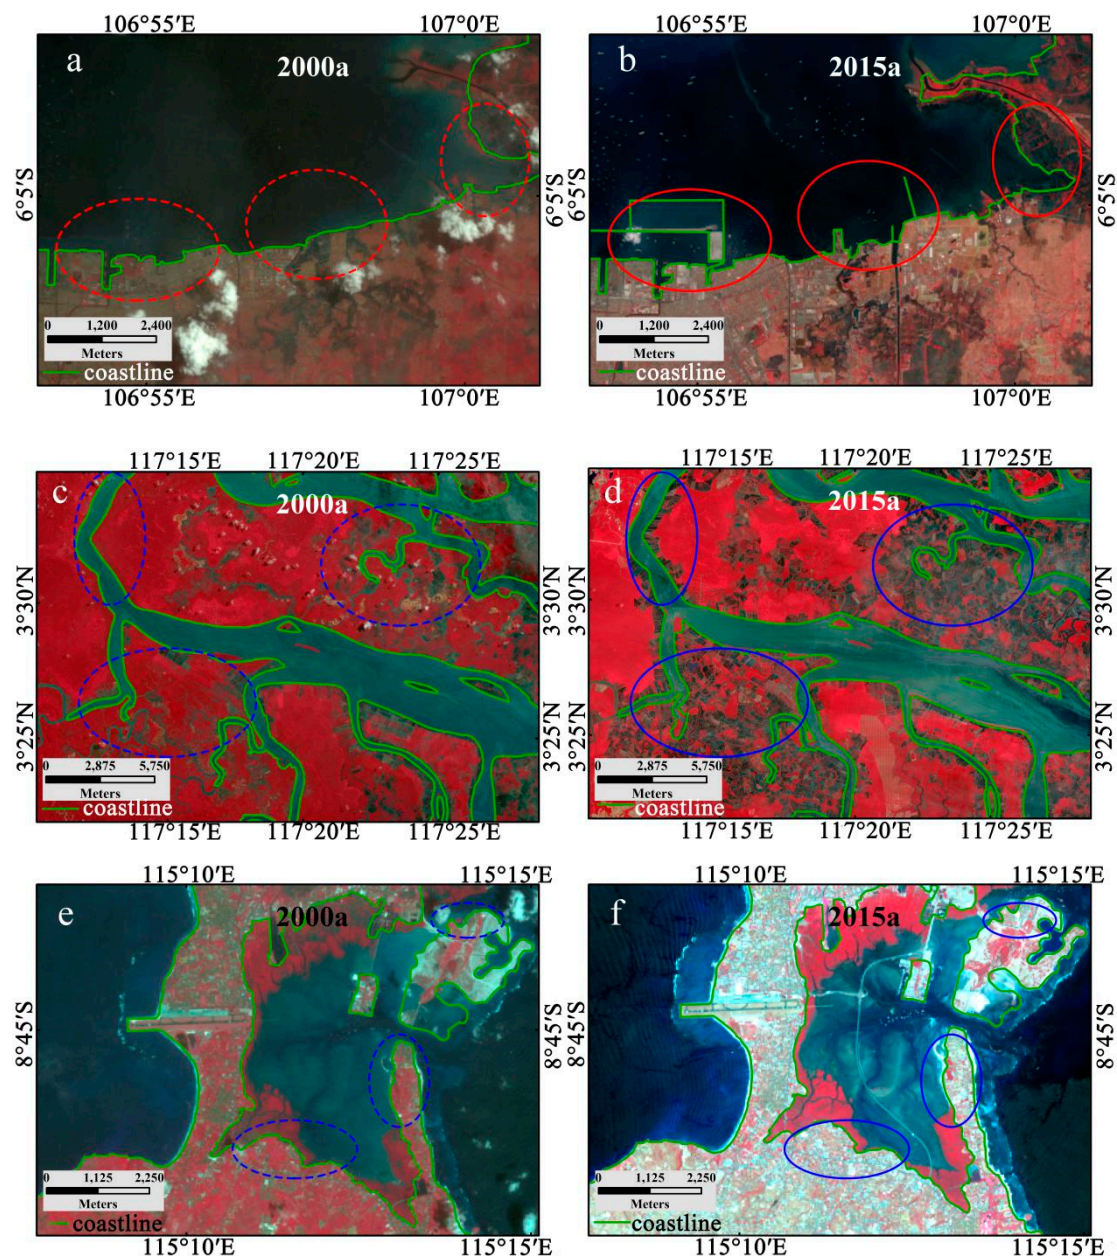 106°55′E 107°0′E 106°55′E 107°0′E
a 2000a b 2015a
6°5′S 6°5′S 6°5′S
0 1,200 2,400 0 1,200 2,400
Meters Meters
coastline coastline
106°55′E 107°0′E 106°55′E 107°0′E
117°15′E 117°20′E 117°25′E 117°15′E 117°20′E 117°25′E
c 2000a d 2015a
3°30′N 3°30′N 3°30′N
3°25′N 3°25′N 3°25′N
0 2,875 5,750 0 2,875 5,750
Meters Meters
coastline coastline
117°15′E 117°20′E 117°25′E 117°15′E 117°20′E 117°25′E
115°10′E 115°15′E 115°10′E 115°15′E
e 2000a f 2015a
8°45′S 8°45′S 8°45′S
0 1,125 2,250 0 1,125 2,250
Meters Meters
coastline coastline
115°10′E 115°15′E 115°10′E 115°15′E